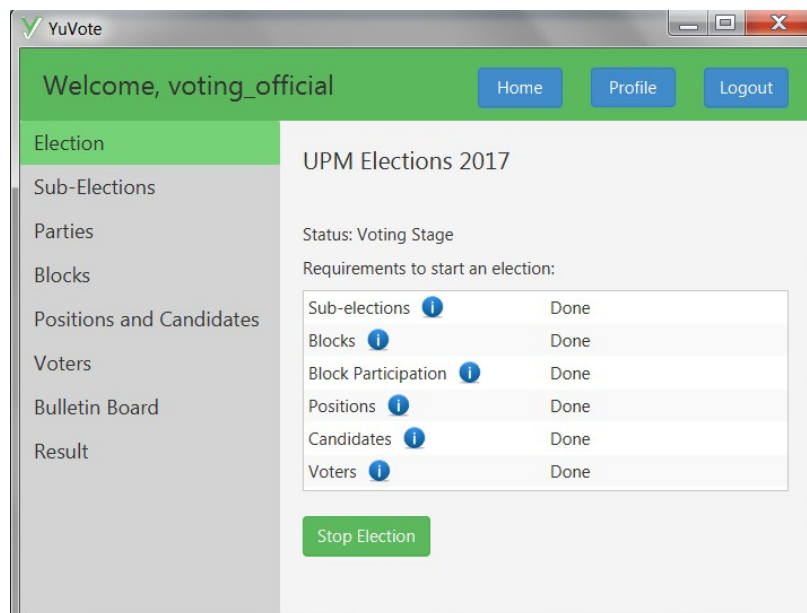 YuVote
Welcome, voting_official
Home
Profile
Logout
Election
Sub-Elections
Parties
Blocks
Positions and Candidates
Voters
Bulletin Board
Result
UPM Elections 2017
Status: Voting Stage
Requirements to start an election:
Sub-elections Done
Blocks Done
Block Participation Done
Positions Done
Candidates Done
Voters Done
Stop Election